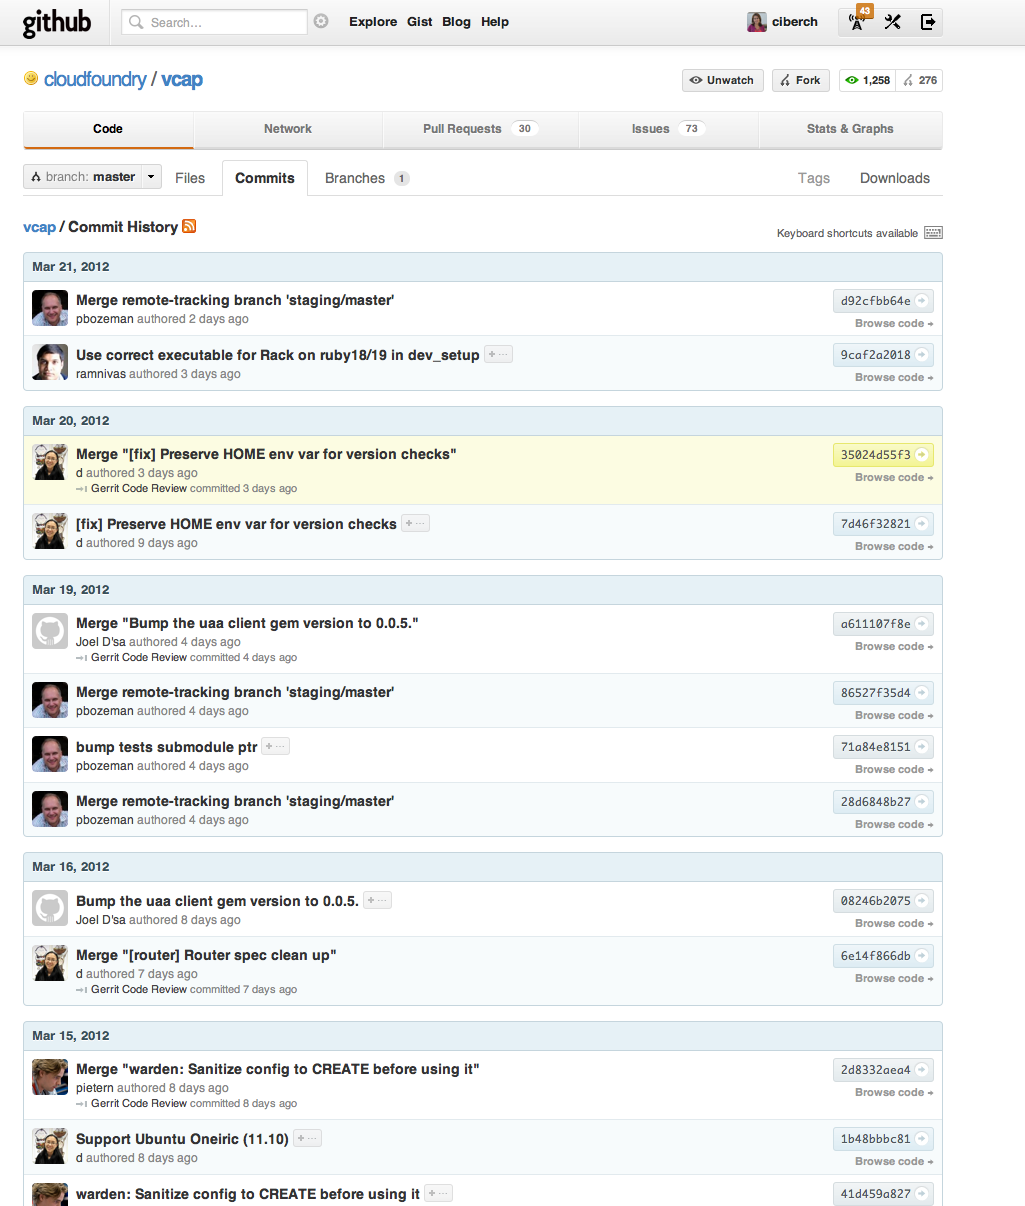 github Search... Explore Gist Blog Help ciberch 43
cloudfoundry / vcap Unwatch Fork 1,258 276
Code Network Pull Requests 30 Issues 73 Stats & Graphs
branch: master Files Commits Branches 1 Tags Downloads
vcap / Commit History Keyboard shortcuts available
Mar 21, 2012
Merge remote-tracking branch 'staging/master' d92cfbb64e
pbozeman authored 2 days ago Browse code
Use correct executable for Rack on ruby18/19 in dev_setup + ... 9caf2a2018
ramnivas authored 3 days ago Browse code
Mar 20, 2012
Merge "[fix] Preserve HOME env var for version checks" 35024d55f3
d authored 3 days ago Browse code
Gerrit Code Review committed 3 days ago
[fix] Preserve HOME env var for version checks + ... 7d46f32821
d authored 9 days ago Browse code
Mar 19, 2012
Merge "Bump the uaa client gem version to 0.0.5." a611107f8e
Joel D'sa authored 4 days ago Browse code
Gerrit Code Review committed 4 days ago
Merge remote-tracking branch 'staging/master' 86527f35d4
pbozeman authored 4 days ago Browse code
bump tests submodule ptr + ... 71a84e8151
pbozeman authored 4 days ago Browse code
Merge remote-tracking branch 'staging/master' 28d6848b27
pbozeman authored 4 days ago Browse code
Mar 16, 2012
Bump the uaa client gem version to 0.0.5. + ... 08246b2075
Joel D'sa authored 8 days ago Browse code
Merge "[router] Router spec clean up" 6e14f866db
d authored 7 days ago Browse code
Gerrit Code Review committed 7 days ago
Mar 15, 2012
Merge "warden: Sanitize config to CREATE before using it" 2d8332aea4
pietern authored 8 days ago Browse code
Gerrit Code Review committed 8 days ago
Support Ubuntu Oneiric (11.10) + ... 1b48bbbc81
d authored 8 days ago Browse code
warden: Sanitize config to CREATE before using it + ... 41d459a827